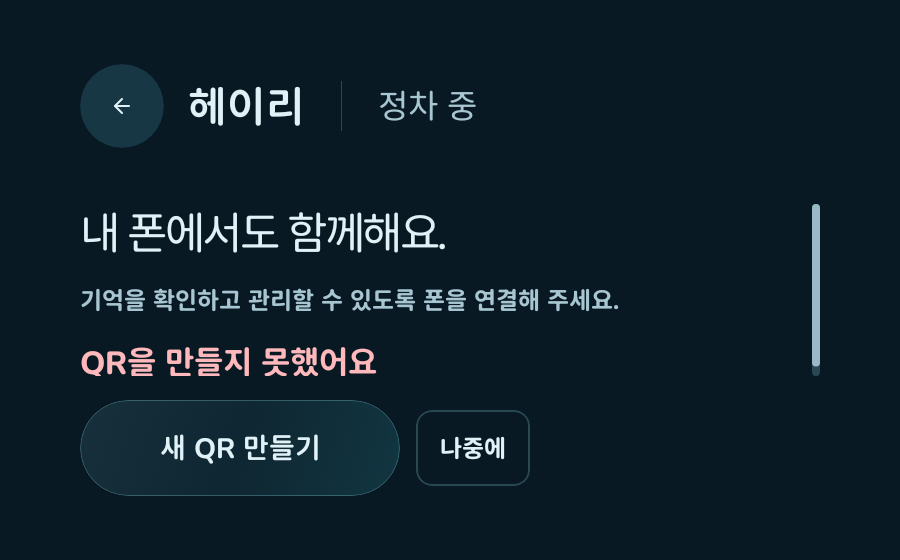 헤이리
정차 중
내 폰에서도 함께해요.
기억을 확인하고 관리할 수 있도록 폰을 연결해 주세요.
QR을 만들지 못했어요
새 QR 만들기
나중에